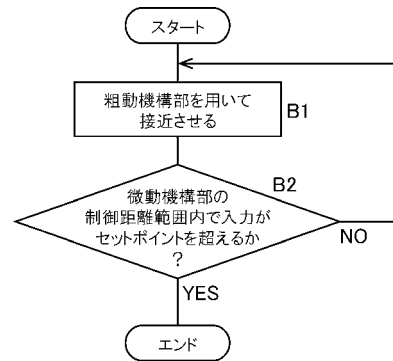 スタート
粗動機構部を用いて
接近させる
B1
B2
微動機構部の
制御距離範囲内で入力が
セットポイントを超えるか
?
NO
YES
エンド